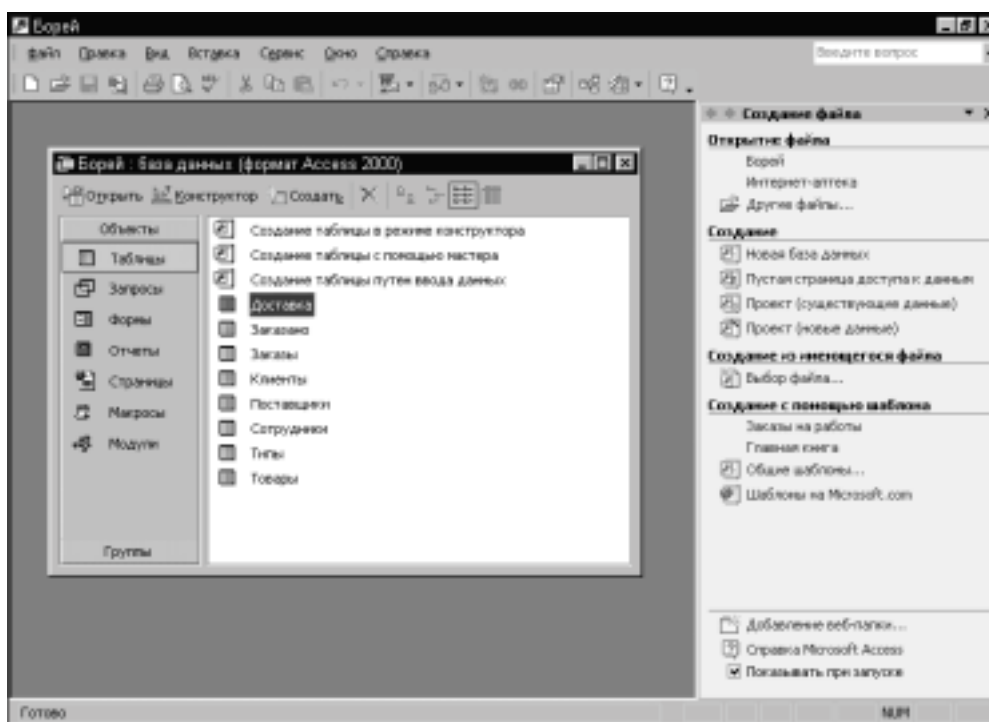 Борей
Файл Правка Вид Вставка Сервис Окно Справка
Введите вопрос
Создание файла
Открытие файла
Борей
Интернет-аптека
Другие файлы...
Создание
Новая база данных
Пустая страница доступа к данным
Проект (существующие данные)
Проект (новые данные)
Создание из имеющегося файла
Выбор файла...
Создание с помощью шаблона
Заказы на работы
Главная книга
Общие шаблоны...
Шаблоны на Microsoft.com
Добавление веб-папки...
Справка Microsoft Access
Показывать при запуске
Борей : база данных (формат Access 2000)
Открыть Конструктор Создать
Объекты
Таблицы
Запросы
Формы
Отчеты
Страницы
Макросы
Модули
Группы
Создание таблицы в режиме конструктора
Создание таблицы с помощью мастера
Создание таблицы путем ввода данных
Доставка
Заказано
Заказы
Клиенты
Поставщики
Сотрудники
Типы
Товары
Готово
NUM